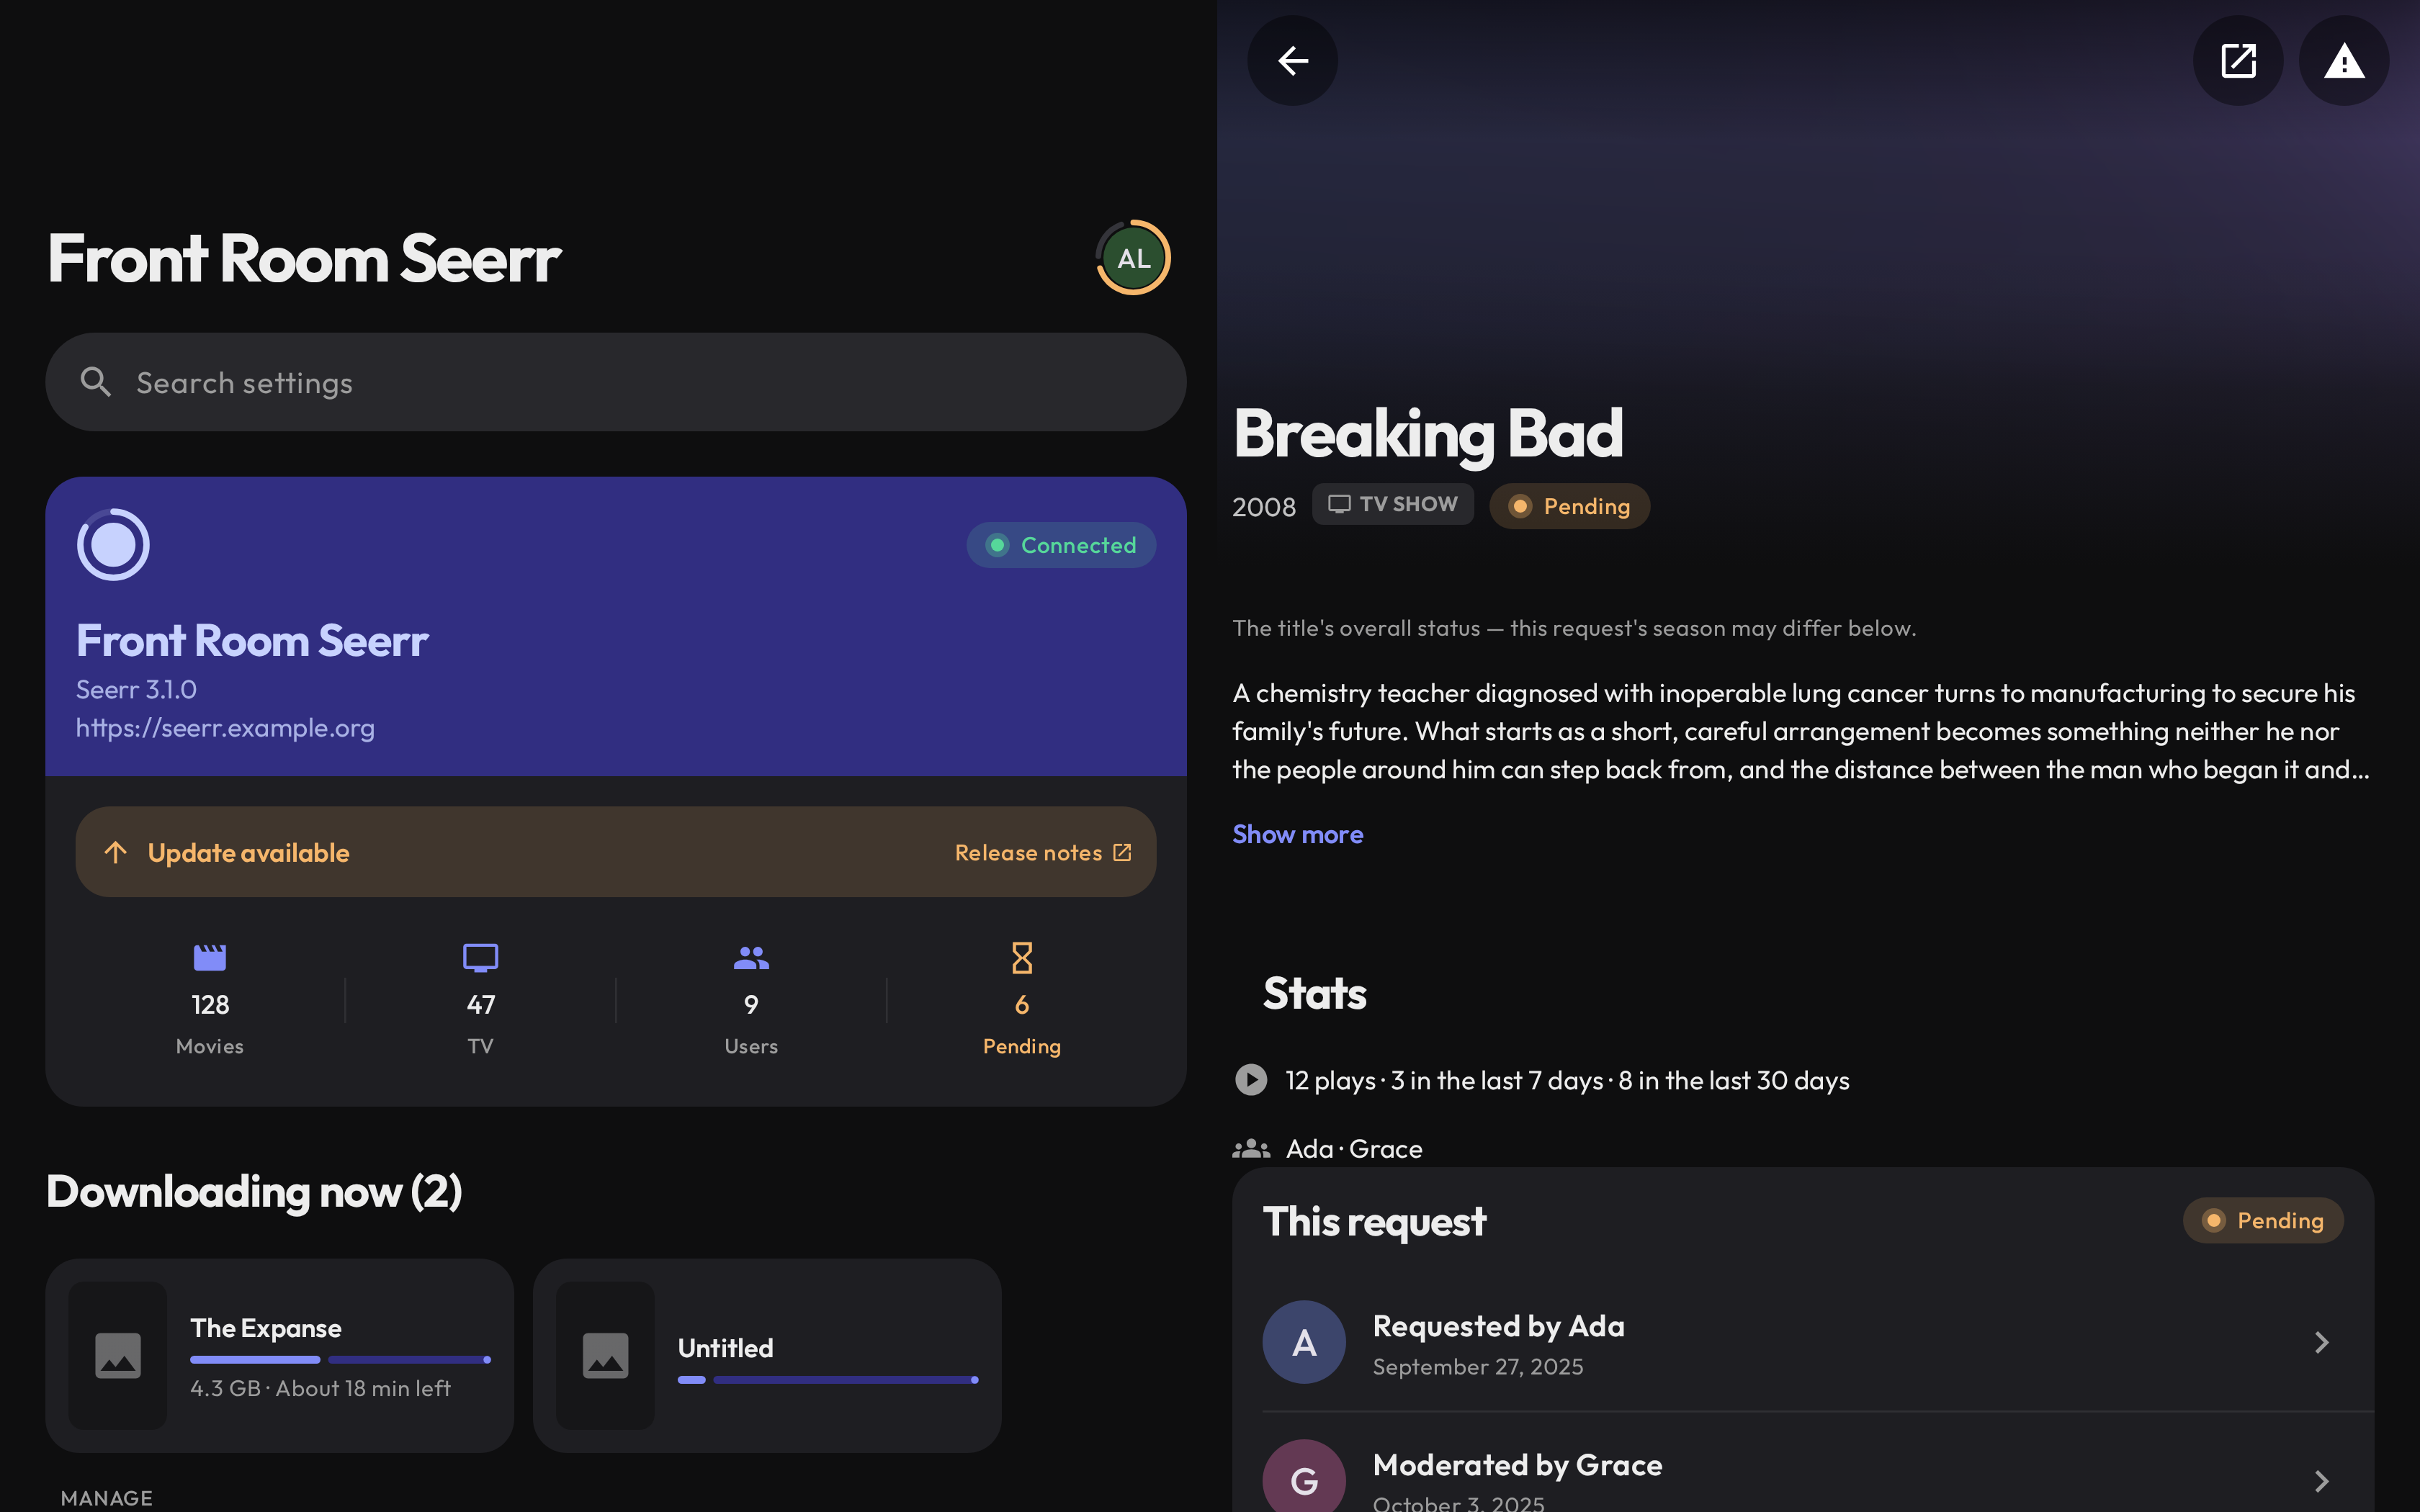 Front Room Seerr
AL
Search settings
Connected
Front Room Seerr
Seerr 3.1.0
https://seerr.example.org
Update available
Release notes
128
Movies
47
TV
9
Users
6
Pending
Downloading now (2)
The Expanse
4.3 GB · About 18 min left
Untitled
MANAGE
Breaking Bad
2008
TV SHOW
Pending
The title's overall status — this request's season may differ below.
A chemistry teacher diagnosed with inoperable lung cancer turns to manufacturing to secure his
family's future. What starts as a short, careful arrangement becomes something neither he nor
the people around him can step back from, and the distance between the man who began it and...
Show more
Stats
12 plays · 3 in the last 7 days · 8 in the last 30 days
Ada · Grace
This request
Pending
A
Requested by Ada
September 27, 2025
G
Moderated by Grace
October 3, 2025